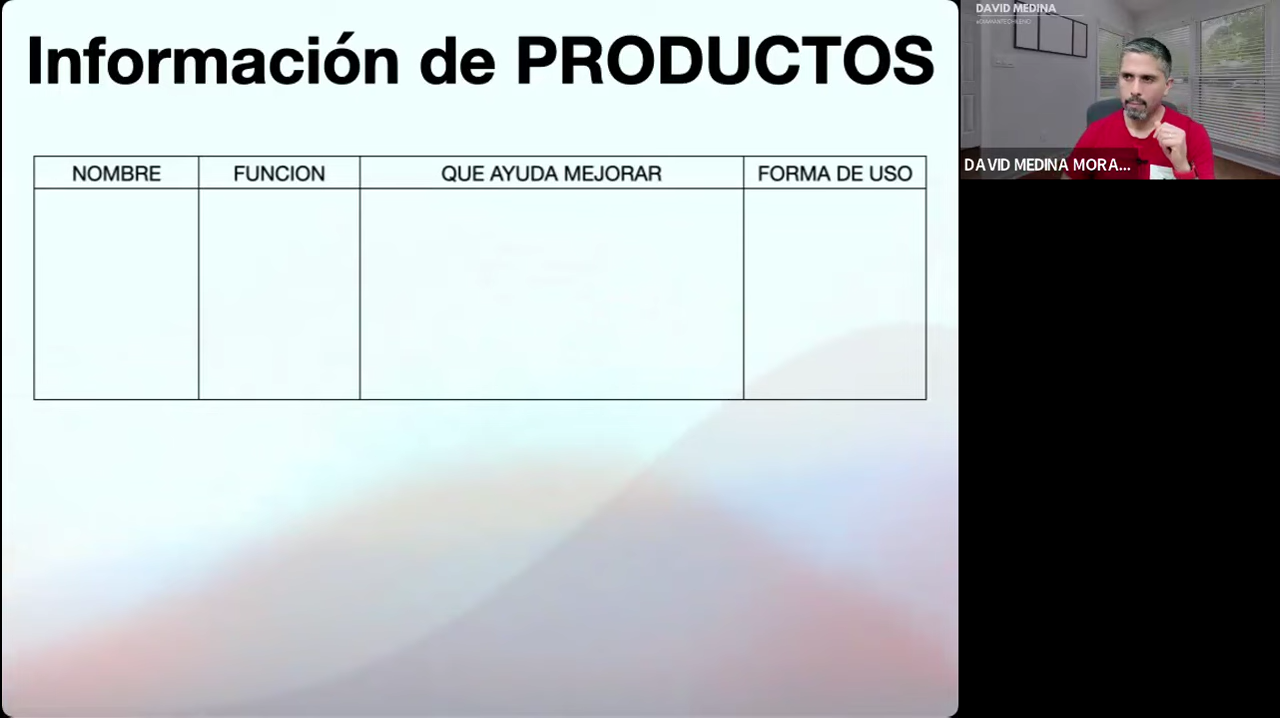 Información de PRODUCTOS
NOMBRE
FUNCION
QUE AYUDA MEJORAR
FORMA DE USO
DAVID MEDINA
DAVID MEDINA MORA...